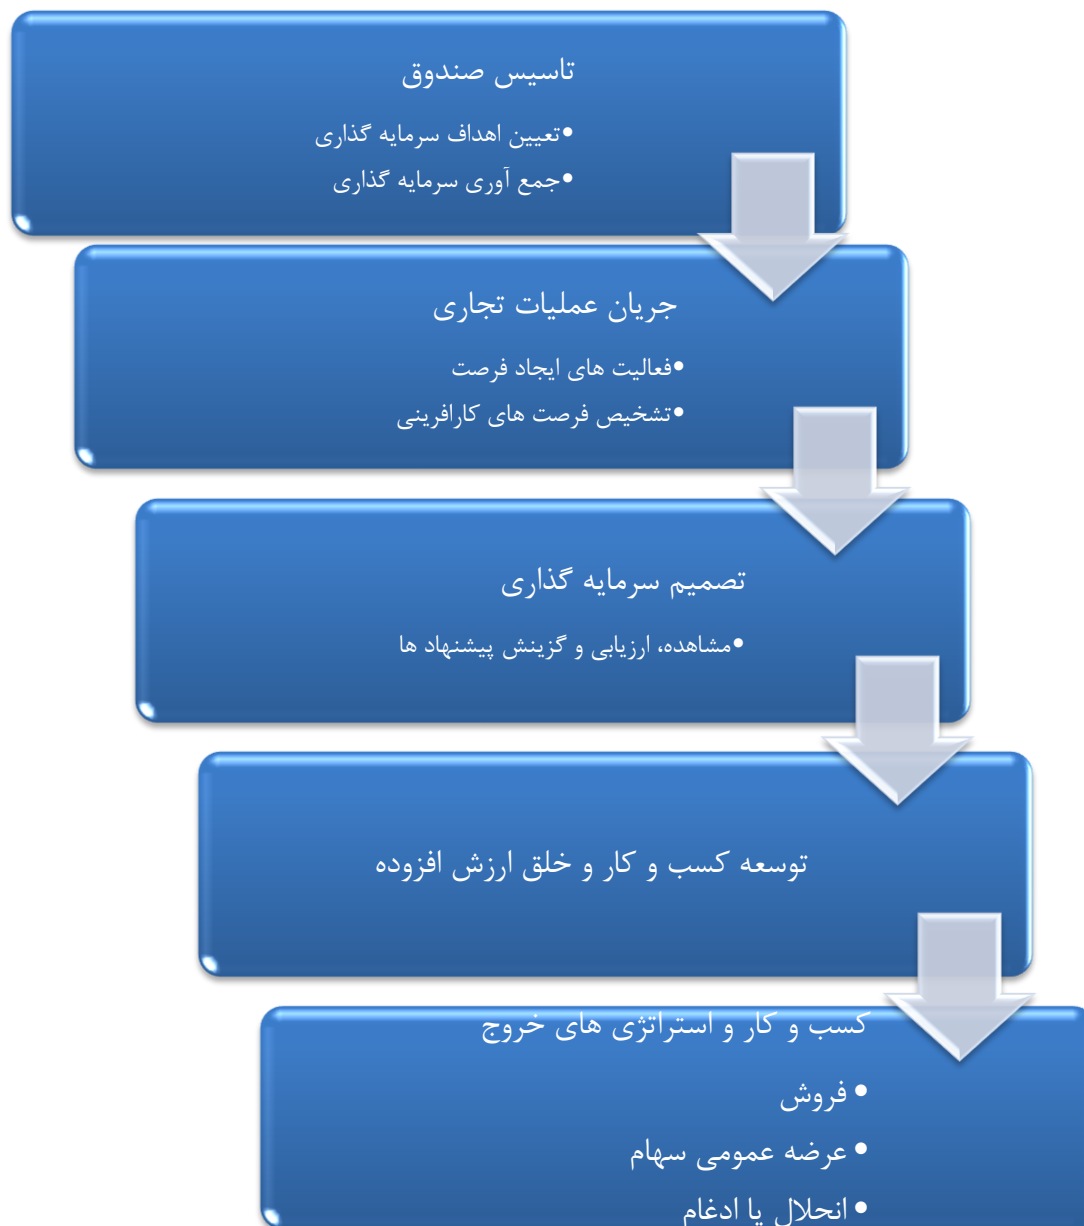 تاسیس صندوق
•تعیین اهداف سرمایه گذاری
•جمع آوری سرمایه گذاری
جریان عملیات تجاری
•فعالیت های ایجاد فرصت
•تشخیص فرصت های کارافرینی
تصمیم سرمایه گذاری
•مشاهده، ارزیابی و گزینش پیشنهاد ها
توسعه کسب و کار و خلق ارزش افزوده
کسب و کار و استراتژی های خروج
• فروش
• عرضه عمومی سهام
• انحلال یا ادغام